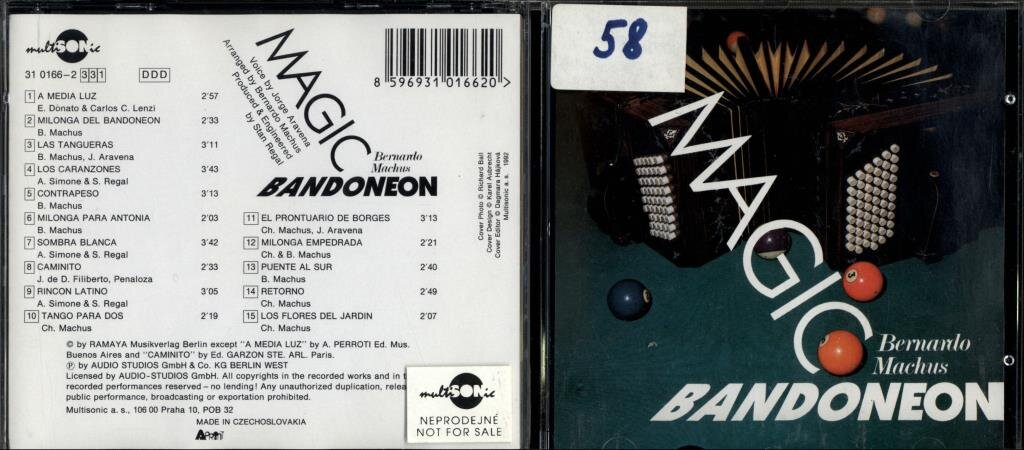 multiSONic
31 0166-2 331 DDD
1 A MEDIA LUZ 2'57
E. Donato & Carlos C. Lenzi
2 MILONGA DEL BANDONEON 2'33
B. Machus
3 LAS TANGUERAS 3'11
B. Machus, J. Aravena
4 LOS CARANZONES 3'43
A. Simone & S. Regal
5 CONTRAPESO 3'13
B. Machus
6 MILONGA PARA ANTONIA 2'03
B. Machus
7 SOMBRA BLANCA 3'42
A. Simone & S. Regal
8 CAMINITO 2'33
J. de D. Filiberto, Penaloza
9 RINCON LATINO 3'05
A. Simone & S. Regal
10 TANGO PARA DOS 2'19
Ch. Machus
MAGIC
Bernardo
Machus
BANDONEON
Voice by Jorge Aravena
Arranged by Bernardo Machus
Produced & Engineered
by Stan Regal
8 596931 016620 >
11 EL PRONTUARIO DE BORGES 3'13
Ch. Machus, J. Aravena
12 MILONGA EMPEDRADA 2'21
Ch. & B. Machus
13 PUENTE AL SUR 2'40
B. Machus
14 RETORNO 2'49
Ch. Machus
15 LOS FLORES DEL JARDIN 2'07
Ch. Machus
Cover Photo © Richard Ball
Cover Design © Karel Aubrecht
Cover Editor © Dagmara Hájková
Multisonic a. s. 1992
© by RAMAYA Musikverlag Berlin except "A MEDIA LUZ" by A. PERROTI Ed. Mus.
Buenos Aires and "CAMINITO" by Ed. GARZON STE. ARL. Paris.
℗ by AUDIO STUDIOS GmbH & Co. KG BERLIN WEST
Licensed by AUDIO-STUDIOS GmbH. All copyrights in the recorded works and in t
recorded performances reserved – no lending! Any unauthorized duplication, relea
public performance, broadcasting or exportation prohibited.
Multisonic a. s., 106 00 Praha 10, POB 32
MADE IN CZECHOSLOVAKIA
multiSONic
NEPRODEJNÉ
NOT FOR SALE
58
MAGIC
Bernardo
Machus
BANDONEON
3